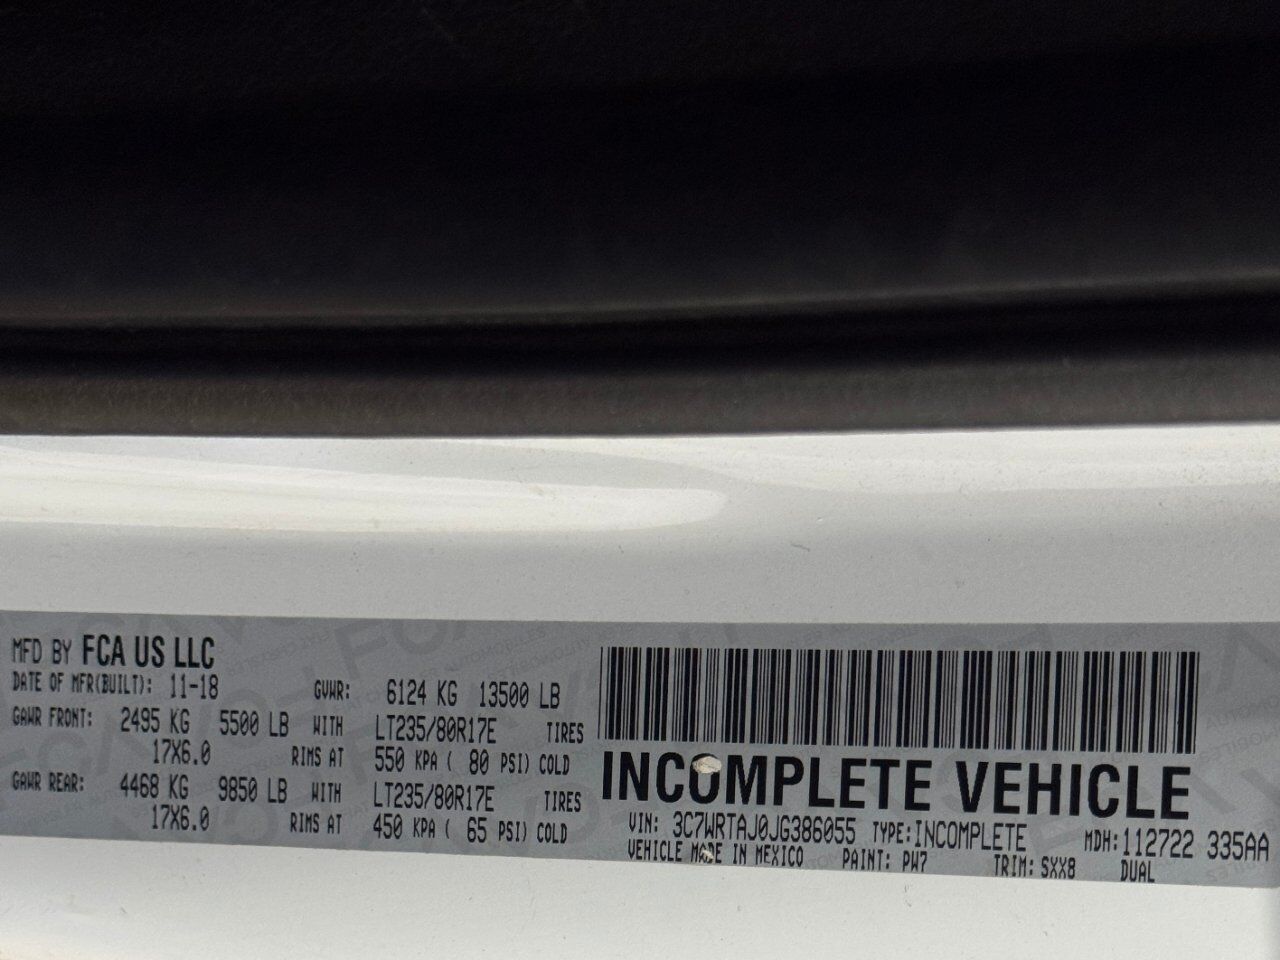 MFD BY FCA US LLC
DATE OF MFR(BUILT): 11-18 GVWR: 6124 KG 13500 LB
GAWR FRONT: 2495 KG 5500 LB WITH LT235/80R17E TIRES
17X6.0 RIMS AT 550 KPA ( 80 PSI) COLD
GAWR REAR: 4468 KG 9850 LB WITH LT235/80R17E TIRES
17X6.0 RIMS AT 450 KPA ( 65 PSI) COLD
INCOMPLETE VEHICLE
VIN: 3C7WRTAJ0JG386055 TYPE:INCOMPLETE MDH:112722 335AA
VEHICLE MADE IN MEXICO PAINT: PW7 TRIM: SXX8 DUAL